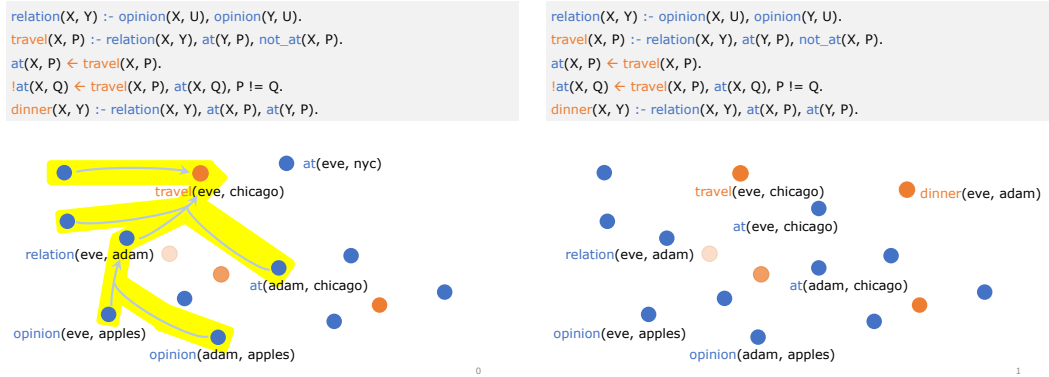 relation(X, Y) :- opinion(X, U), opinion(Y, U).
travel(X, P) :- relation(X, Y), at(Y, P), not_at(X, P).
at(X, P) ← travel(X, P).
!at(X, Q) ← travel(X, P), at(X, Q), P != Q.
dinner(X, Y) :- relation(X, Y), at(X, P), at(Y, P).
at(eve, nyc)
travel(eve, chicago)
relation(eve, adam)
at(adam, chicago)
opinion(eve, apples)
opinion(adam, apples)
0
relation(X, Y) :- opinion(X, U), opinion(Y, U).
travel(X, P) :- relation(X, Y), at(Y, P), not_at(X, P).
at(X, P) ← travel(X, P).
!at(X, Q) ← travel(X, P), at(X, Q), P != Q.
dinner(X, Y) :- relation(X, Y), at(X, P), at(Y, P).
travel(eve, chicago)
dinner(eve, adam)
at(eve, chicago)
relation(eve, adam)
at(adam, chicago)
opinion(eve, apples)
opinion(adam, apples)
1